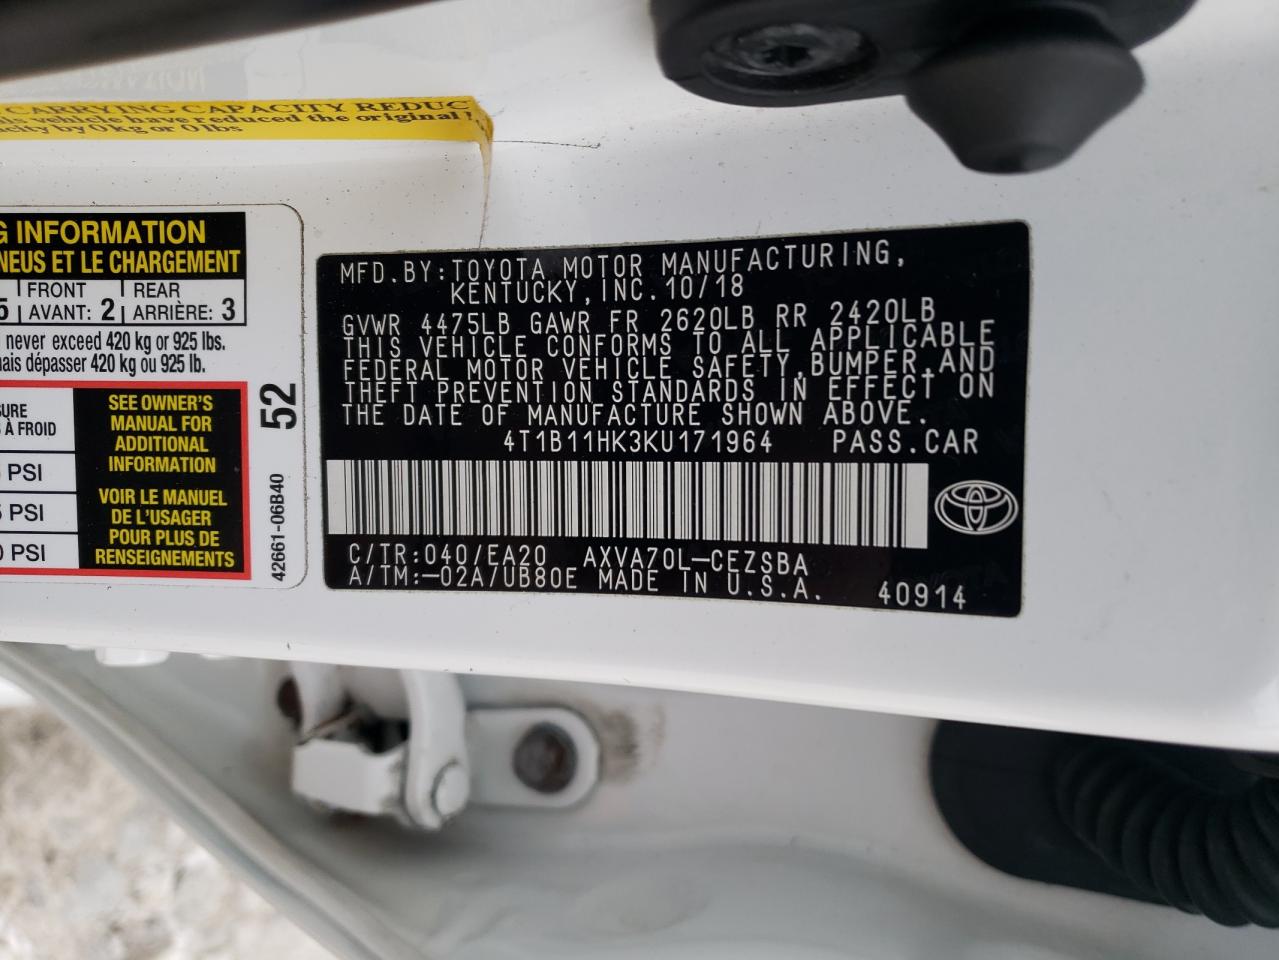 CARRYING CAPACITY REDUC
vehicle have reduced the original
by 0 kg or 0 lbs
G INFORMATION
NEUS ET LE CHARGEMENT
5 FRONT REAR
AVANT: 2 ARRIÈRE: 3
never exceed 420 kg or 925 lbs.
mais dépasser 420 kg ou 925 lb.
À FROID
PSI
5 PSI
0 PSI
SEE OWNER'S
MANUAL FOR
ADDITIONAL
INFORMATION
VOIR LE MANUEL
DE L'USAGER
POUR PLUS DE
RENSEIGNEMENTS
52
42661-06B40
MFD.BY:TOYOTA MOTOR MANUFACTURING,
KENTUCKY,INC.10/18
GVWR 4475LB GAWR FR 2620LB RR 2420LB
THIS VEHICLE CONFORMS TO ALL APPLICABLE
FEDERAL MOTOR VEHICLE SAFETY,BUMPER,AND
THEFT PREVENTION STANDARDS IN EFFECT ON
THE DATE OF MANUFACTURE SHOWN ABOVE.
4T1B11HK3KU171964 PASS.CAR
C/TR:040/EA20 AXVA70L-CEZSBA
A/TM:-02A/UB80E MADE IN U.S.A. 40914